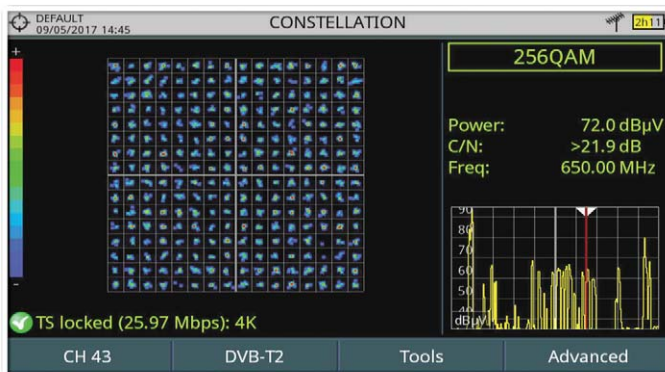 DEFAULT
09/05/2017 14:45
CONSTELLATION
2h11
+
-
256QAM
Power: 72.0 dBµV
C/N: >21.9 dB
Freq: 650.00 MHz
90
80
70
60
50
40
dBµV
TS locked (25.97 Mbps): 4K
CH 43
DVB-T2
Tools
Advanced